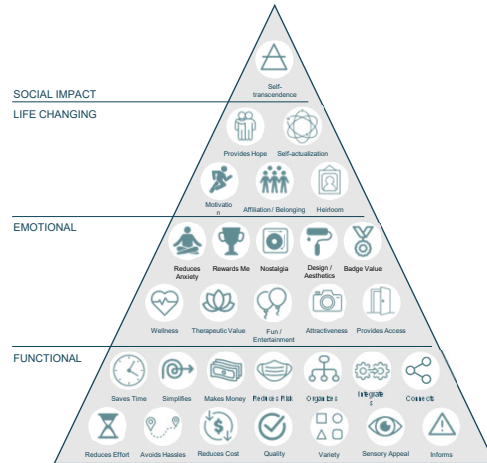 Self-
transcendence
SOCIAL IMPACT
LIFE CHANGING
Provides Hope Self-actualization
Motivatio
n
Affiliation / Belonging Heirloom
EMOTIONAL
Reduces
Anxiety
Rewards Me Nostalgia
Design /
Aesthetics
Badge Value
Wellness Therapeutic Value
Fun /
Entertainment
Attractiveness Provides Access
FUNCTIONAL
Saves Time Simplifies Makes Money Reduces Risk Organizes
Integrate
s
Connects
Reduces Effort Avoids Hassles Reduces Cost Quality Variety Sensory Appeal Informs